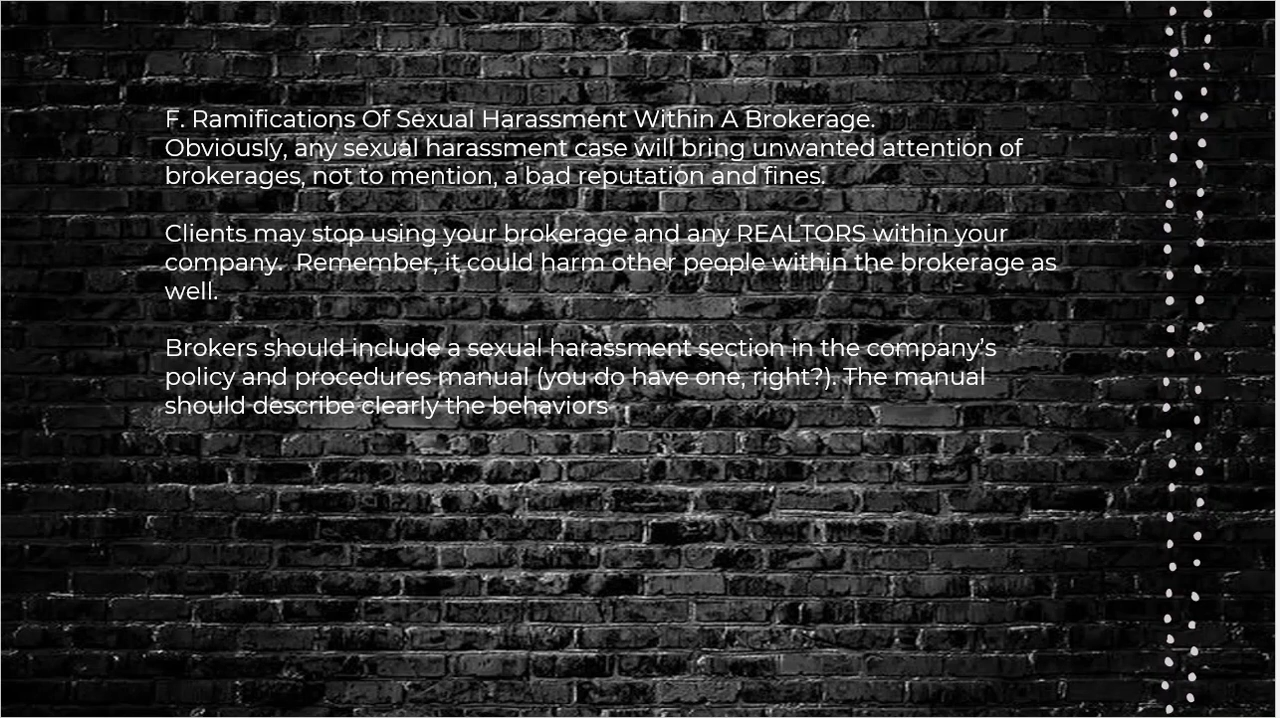 F. Ramifications Of Sexual Harassment Within A Brokerage.
Obviously, any sexual harassment case will bring unwanted attention of
brokerages, not to mention, a bad reputation and fines.
Clients may stop using your brokerage and any REALTORS within your
company.  Remember, it could harm other people within the brokerage as
well.
Brokers should include a sexual harassment section in the company’s
policy and procedures manual (you do have one, right?). The manual
should describe clearly the behaviors